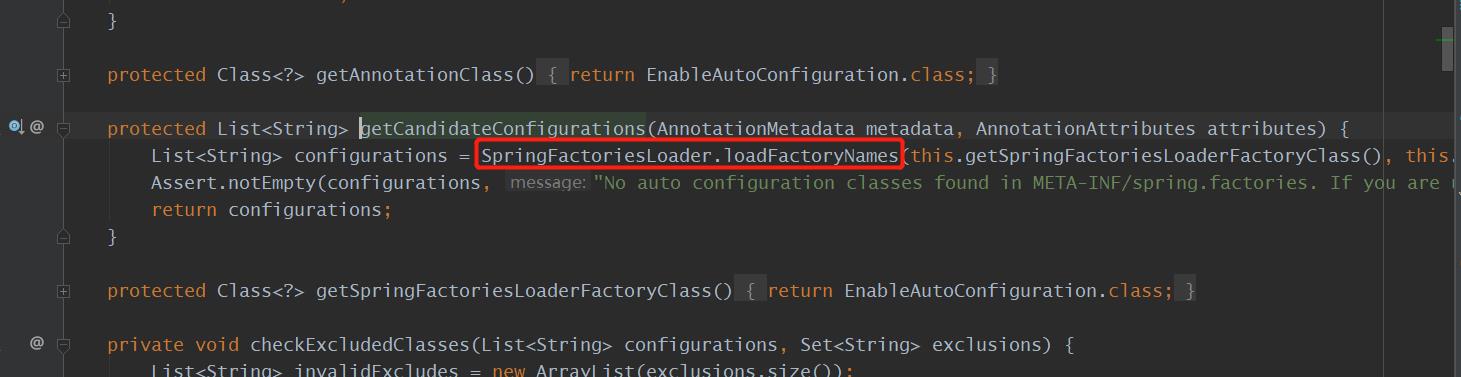 }
protected Class<?> getAnnotationClass() { return EnableAutoConfiguration.class; }
@ protected List<String> getCandidateConfigurations(AnnotationMetadata metadata, AnnotationAttributes attributes) {
List<String> configurations = SpringFactoriesLoader.loadFactoryNames(this.getSpringFactoriesLoaderFactoryClass(), this.
Assert.notEmpty(configurations, message: "No auto configuration classes found in META-INF/spring.factories. If you are u
return configurations;
}
protected Class<?> getSpringFactoriesLoaderFactoryClass() { return EnableAutoConfiguration.class; }
@ private void checkExcludedClasses(List<String> configurations, Set<String> exclusions) {
List<String> invalidExcludes = new ArrayList(exclusions.size());